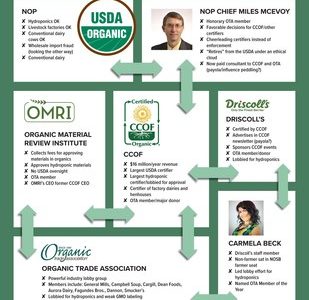 NOP
✘ Hydroponics OK
✘ Conventional dairy
cows OK
✘ Wholesale import fraud
(looking the other way)
✘ Conventional dairy
USDA
ORGANIC
NOP CHIEF MILES MCEVOY
✘ Honorary OTA member
✘ Favorable decisions for CCOF/other
certifiers
✘ Cheerleading certifiers instead of
enforcement
✘ "Retires" from the USDA under an ethical
cloud
✘ Now paid consultant to CCOF and OTA
(payola/influence peddling?)
OMRI
ORGANIC MATERIAL
REVIEW INSTITUTE
✘ Collects fees for approving
materials in organics
✘ Approves hydroponic materials
✘ No USDA oversight
✘ OTA member
✘ OMRI's CEO former CCOF CEO
Certified
CCOF
Organic
CCOF
✘ $16 million/year revenue
✘ Largest USDA certifier
✘ Largest hydroponic
certifier/lobbied for approval
✘ Certifier of factory dairies and
henhouses
✘ OTA member/major donor
Driscoll's
Only the Finest Berries
DRISCOLL'S
✘ Certified by CCOF
✘ Advertises in CCOF
newsletter (payola?)
✘ Sponsors CCOF events
✘ OTA member/donor
✘ Lobbied for hydroponics
CARMELA BECK
✘ Driscoll's staff member
✘ Non-farmer sat in NOSB
farmer seat
✘ Led lobby effort for
hydroponics
✘ Named OTA Member of
the Year
Organic
TRADE ASSOCIATION
ORGANIC TRADE ASSOCIATION
✘ Powerful industry lobby group
✘ Members include: General Mills, Campbell Soup, Cargill, Dean Foods,
Aurora Dairy, Fagundes Bros., Dannon, Smucker's
✘ Lobbied for hydroponics and weak GMO labeling